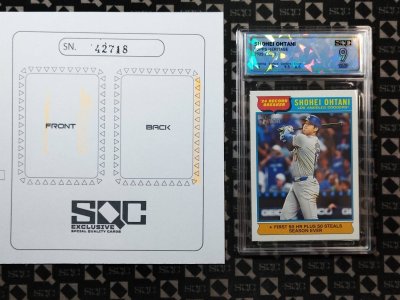 SN. 42718
FRONT
BACK
SQC
EXCLUSIVE
SPECIAL QUALITY CARDS
SHOHEI OHTANI
SQC
9
'24 RECORD
BREAKER
SHOHEI OHTANI
LOS ANGELES DODGERS
FIRST 50 HR PLUS 50 STEALS
SEASON EVER